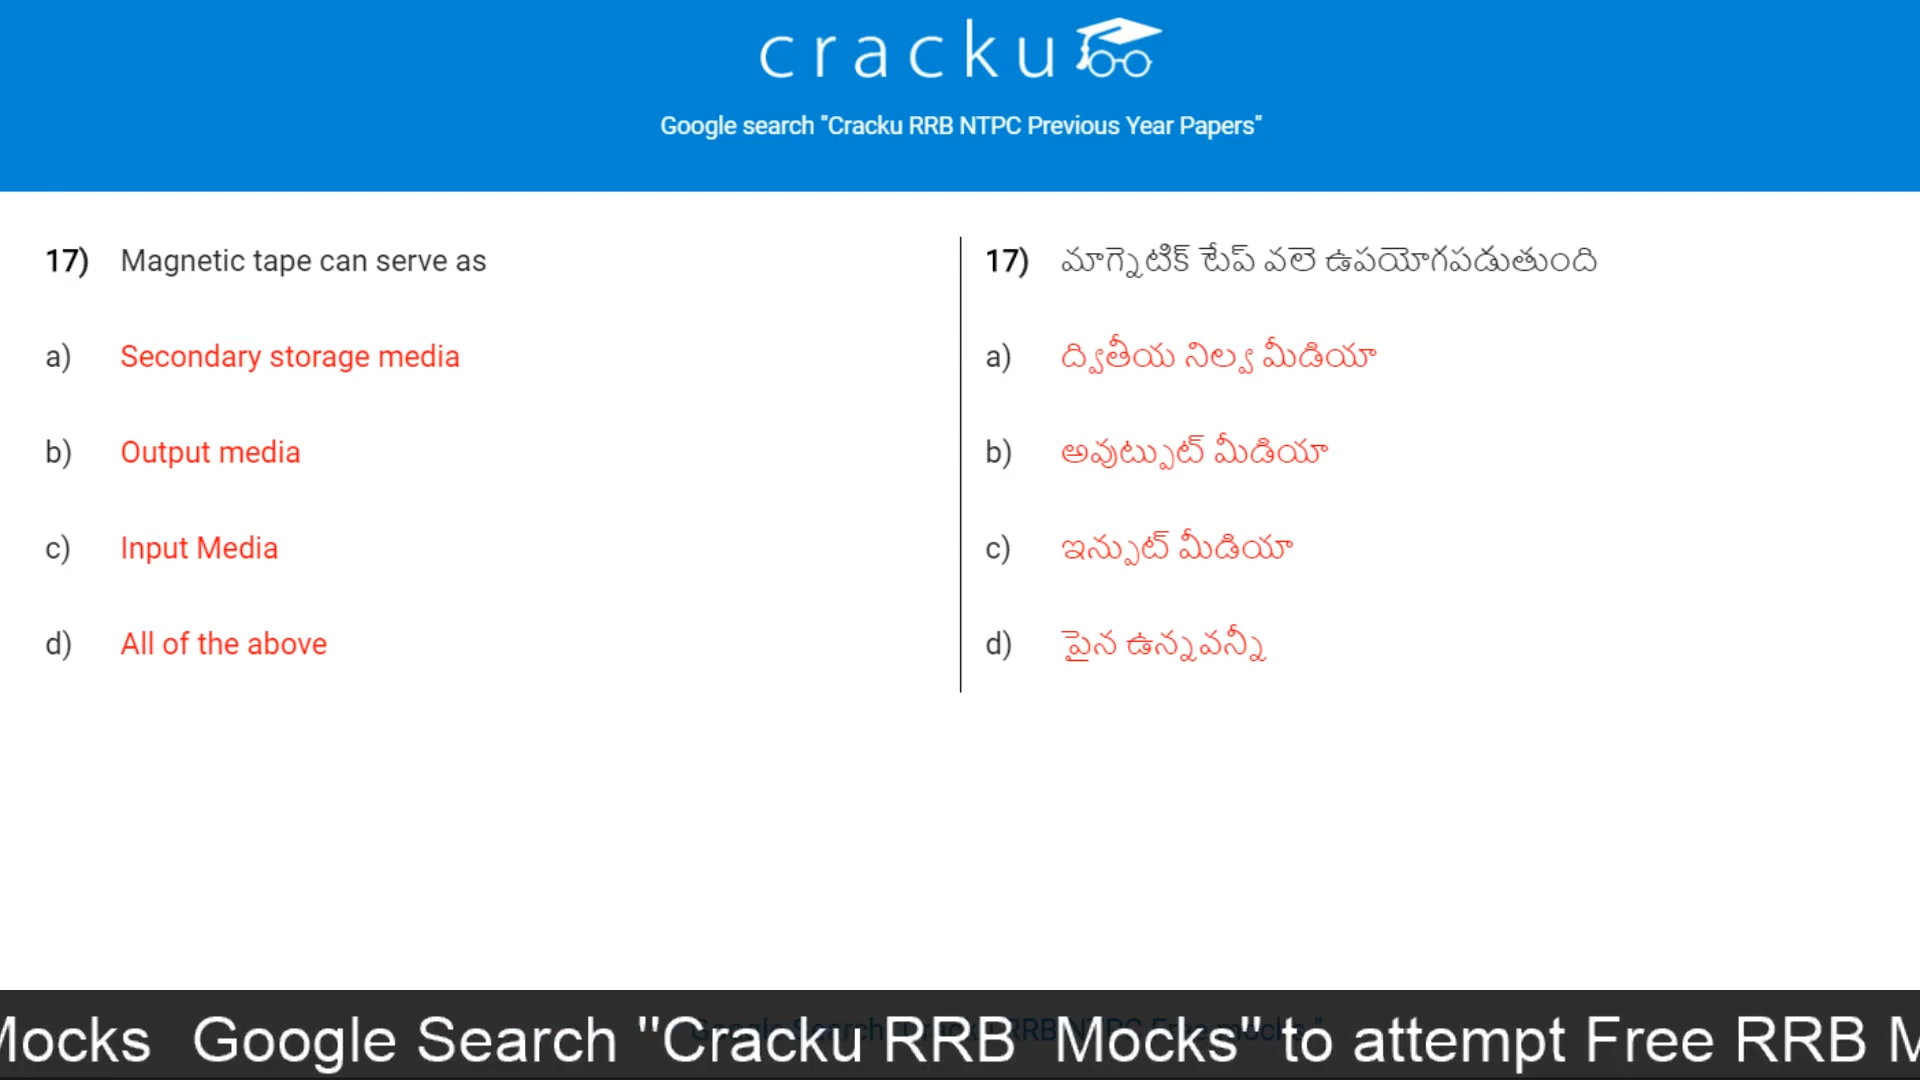 cracku
Google search "Cracku RRB NTPC Previous Year Papers"
17) Magnetic tape can serve as
a) Secondary storage media
b) Output media
c) Input Media
d) All of the above
17) మాగ్నెటిక్ టేప్ వలె ఉపయోగపడుతుంది
a) ద్వితీయ నిల్వ మీడియా
b) అవుట్పుట్ మీడియా
c) ఇన్పుట్ మీడియా
d) పైన ఉన్నవన్నీ
Mocks Google Search "Cracku RRB Mocks" to attempt Free RRB M